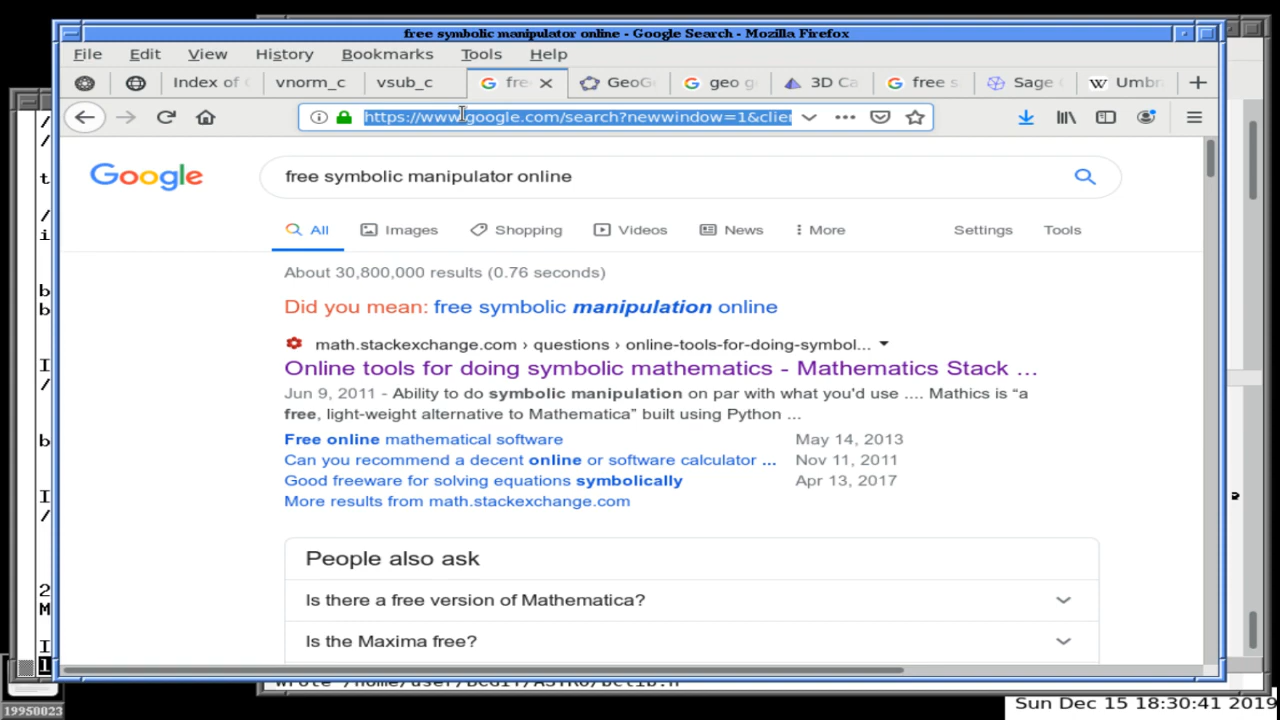 free symbolic manipulator online - Google Search - Mozilla Firefox
File Edit View History Bookmarks Tools Help
Index of vnorm_c vsub_c fre GeoG geo g 3D Ca free s Sage Umbr
https://www.google.com/search?newwindow=1&clien
Google
free symbolic manipulator online
All Images Shopping Videos News More Settings Tools
About 30,800,000 results (0.76 seconds)
Did you mean: free symbolic manipulation online
math.stackexchange.com › questions › online-tools-for-doing-symbol...
Online tools for doing symbolic mathematics - Mathematics Stack ...
Jun 9, 2011 - Ability to do symbolic manipulation on par with what you'd use .... Mathics is “a
free, light-weight alternative to Mathematica” built using Python ...
Free online mathematical software May 14, 2013
Can you recommend a decent online or software calculator ... Nov 11, 2011
Good freeware for solving equations symbolically Apr 13, 2017
More results from math.stackexchange.com
People also ask
Is there a free version of Mathematica?
Is the Maxima free?
/
/
t
/
i
b
b
I
/
b
I
/
2
M
I
19950023
Sun Dec 15 18:30:41 2019